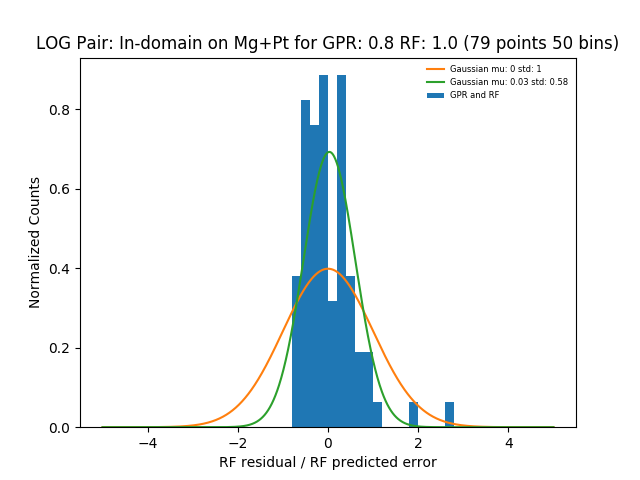 LOG Pair: In-domain on Mg+Pt for GPR: 0.8 RF: 1.0 (79 points 50 bins)
Gaussian mu: 0 std: 1
Gaussian mu: 0.03 std: 0.58
GPR and RF
Normalized Counts
0.8
0.6
0.4
0.2
0.0
−4 −2 0 2 4
RF residual / RF predicted error